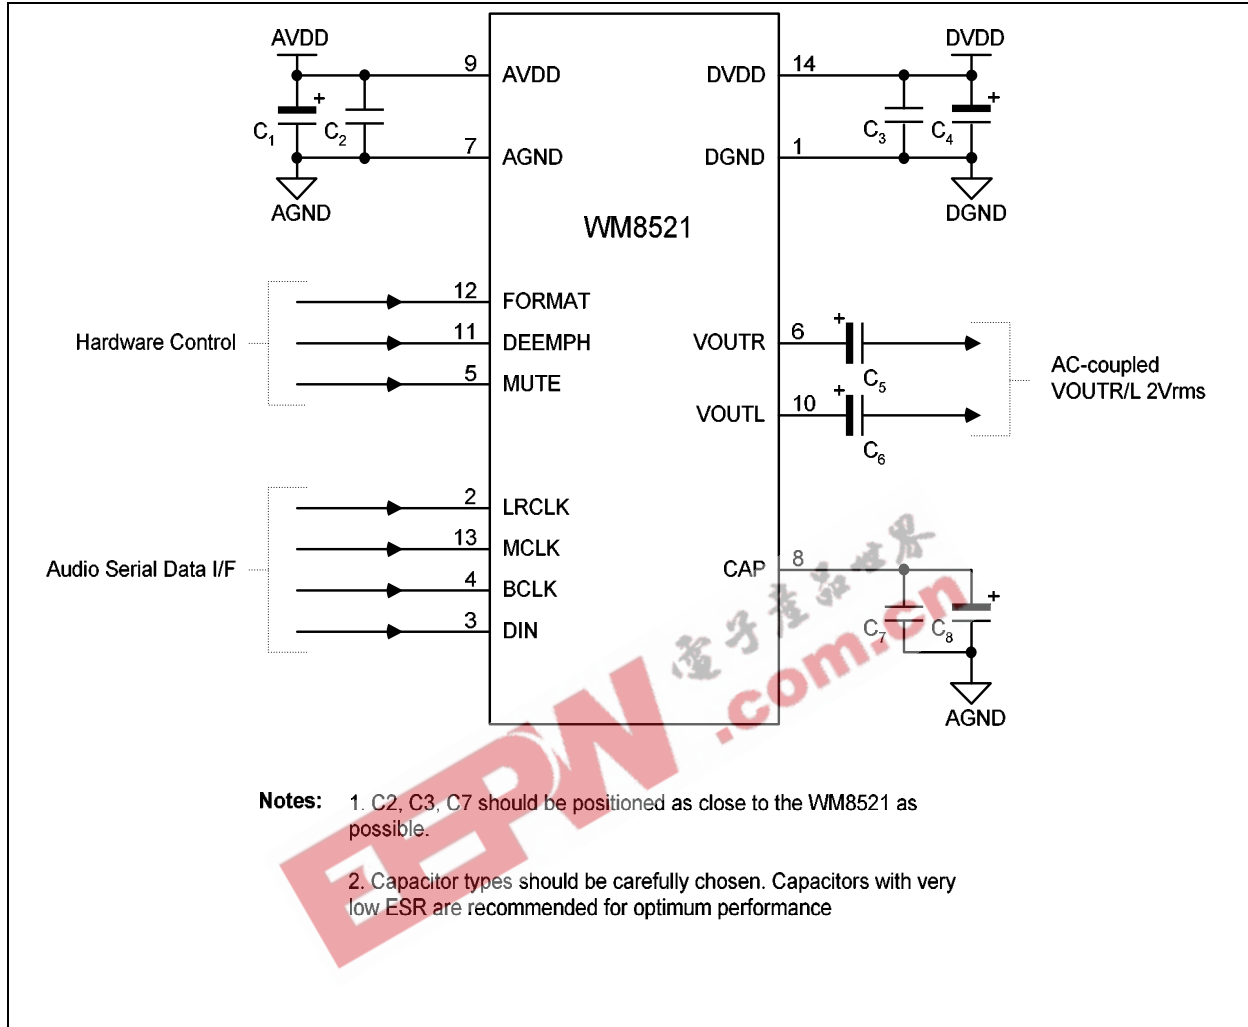 AVDD
DVDD
9
AVDD
DVDD
14
+
+
C1
C2
C3
C4
7
AGND
DGND
1
AGND
DGND
WM8521
12
FORMAT
Hardware Control
11
DEEMPH
5
MUTE
VOUTR
6
+
C5
VOUTL
10
+
C6
AC-coupled
VOUTR/L 2Vrms
2
LRCLK
13
MCLK
Audio Serial Data I/F
4
BCLK
3
DIN
CAP
8
+
C7
C8
AGND
電子產品世界
EEPW
.com.cn
Notes:
1. C2, C3, C7 should be positioned as close to the WM8521 as
possible.
2. Capacitor types should be carefully chosen. Capacitors with very
low ESR are recommended for optimum performance